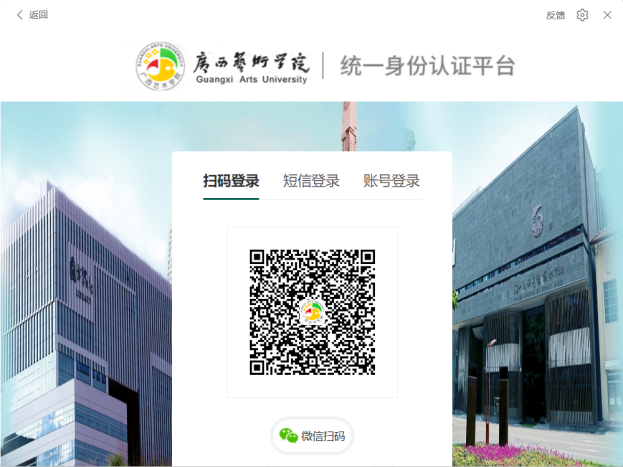 返回
反馈
廣西藝術学院
Guangxi Arts University
统一身份认证平台
扫码登录 短信登录 账号登录
微信扫码